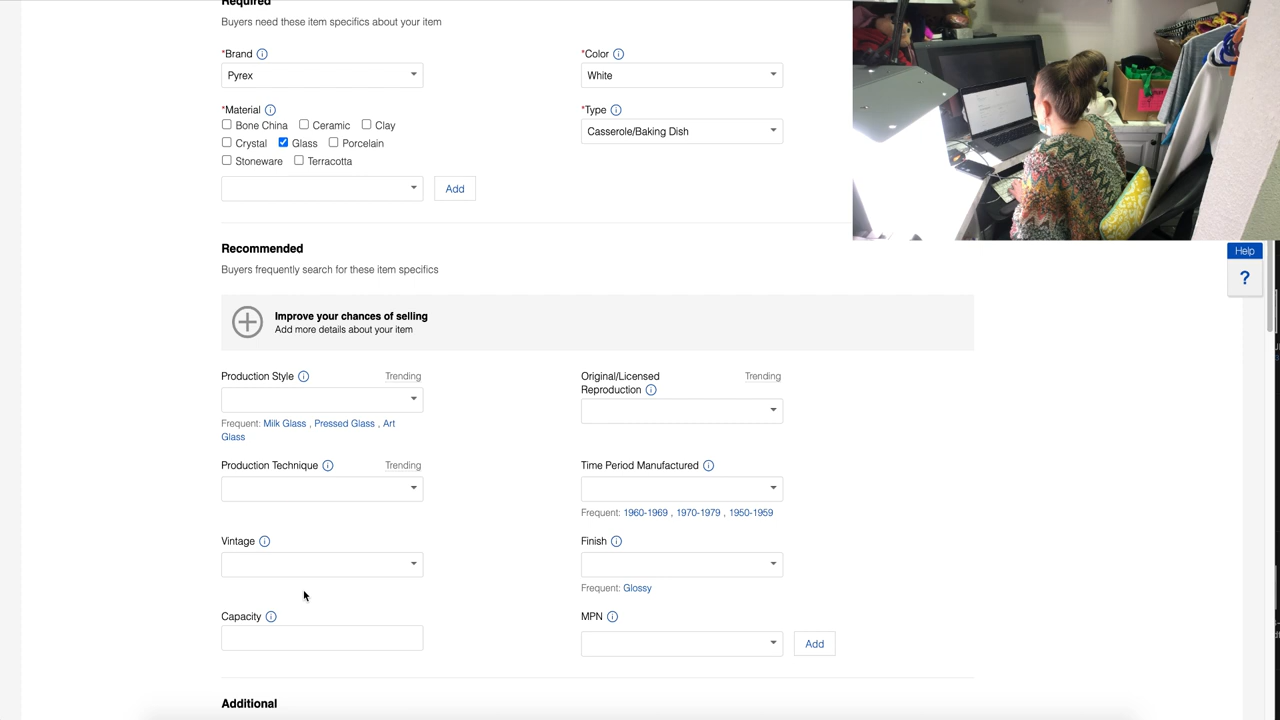 Required
Buyers need these item specifics about your item
*Brand
*Color
Pyrex
White
*Material
*Type
Bone China Ceramic Clay
Casserole/Baking Dish
Crystal Glass Porcelain
Stoneware Terracotta
Add
Recommended
Buyers frequently search for these item specifics
Help
?
Improve your chances of selling
Add more details about your item
Production Style Trending
Original/Licensed Trending
Reproduction
Frequent: Milk Glass , Pressed Glass , Art
Glass
Production Technique Trending
Time Period Manufactured
Frequent: 1960-1969 , 1970-1979 , 1950-1959
Vintage
Finish
Frequent: Glossy
Capacity
MPN
Add
Additional